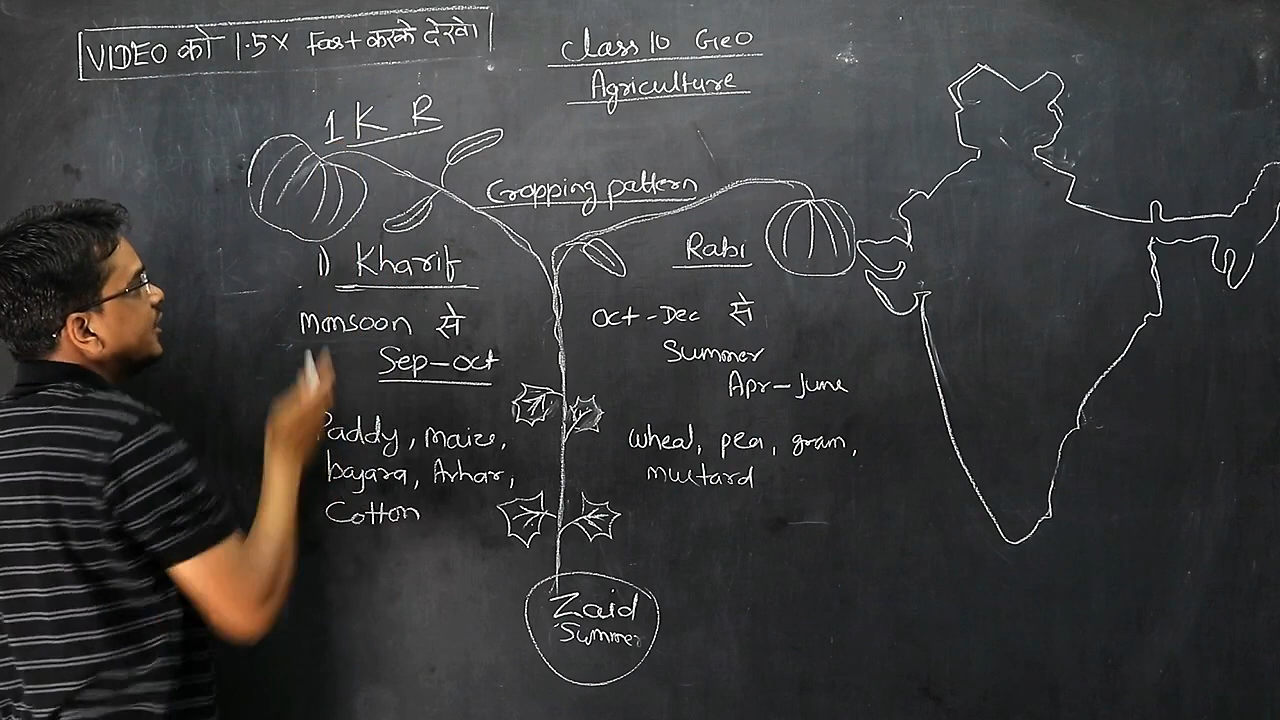 VIDEO को 1.5X Fast करके देखे।
Class 10 Geo
Agriculture
1 K R
Cropping pattern
1) Kharif
Monsoon से
Sep-Oct
Paddy, Maize,
bajara, Arhar,
Cotton
Rabi
Oct-Dec से
Summer
Apr-June
Wheat, pea, gram,
mustard
Zaid
Summer